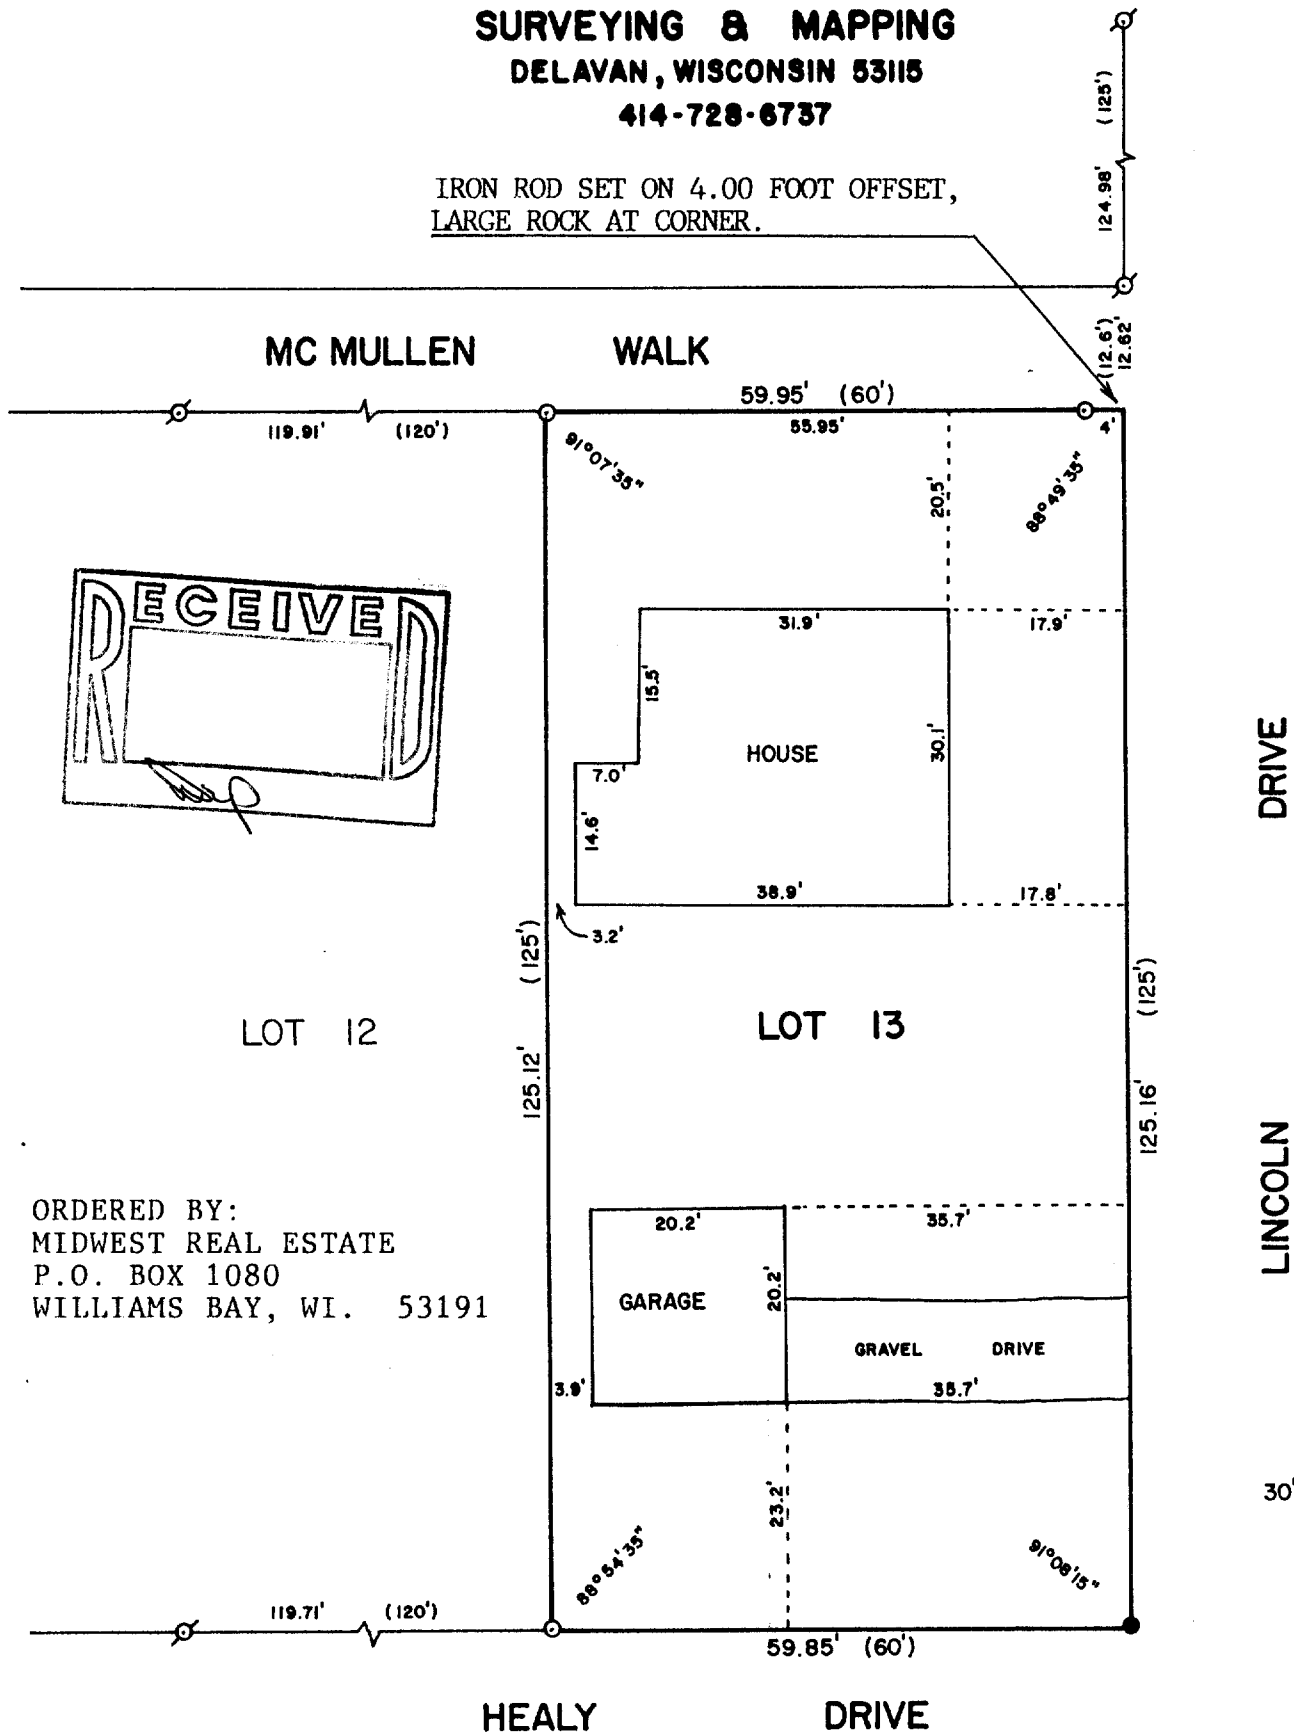 SURVEYING & MAPPING
DELAVAN, WISCONSIN 53115
414-728-6737
(125')
124.98'
IRON ROD SET ON 4.00 FOOT OFFSET,
LARGE ROCK AT CORNER.
(12.6')
12.62'
MC MULLEN WALK
59.95' (60')
119.91' (120')
55.95'
4'
91°07'35"
88°49'35"
20.5'
RECEIVED
31.9'
17.9'
15.5'
HOUSE
30.1'
7.0'
14.6'
38.9'
17.8'
3.2'
DRIVE
(125')
125.12'
LOT 12
LOT 13
(125')
125.16'
LINCOLN
ORDERED BY:
MIDWEST REAL ESTATE
P.O. BOX 1080
WILLIAMS BAY, WI. 53191
20.2'
35.7'
GARAGE
20.2'
GRAVEL DRIVE
3.9'
35.7'
30'
23.2'
88°54'35"
91°08'15"
119.71' (120')
59.85' (60')
HEALY DRIVE